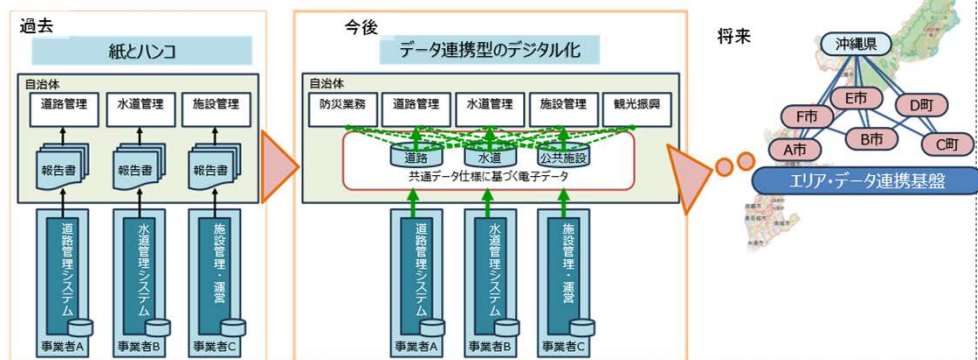 過去
紙とハンコ
自治体
道路管理
水道管理
施設管理
報告書
報告書
報告書
道路管理システム
水道管理システム
施設管理・運営
事業者A
事業者B
事業者C
今後
データ連携型のデジタル化
自治体
防災業務
道路管理
水道管理
施設管理
観光振興
道路
水道
公共施設
共通データ仕様に基づく電子データ
道路管理システム
水道管理システム
施設管理・運営
事業者A
事業者B
事業者C
将来
沖縄県
E市
D町
F市
B市
C町
A市
エリア・データ連携基盤